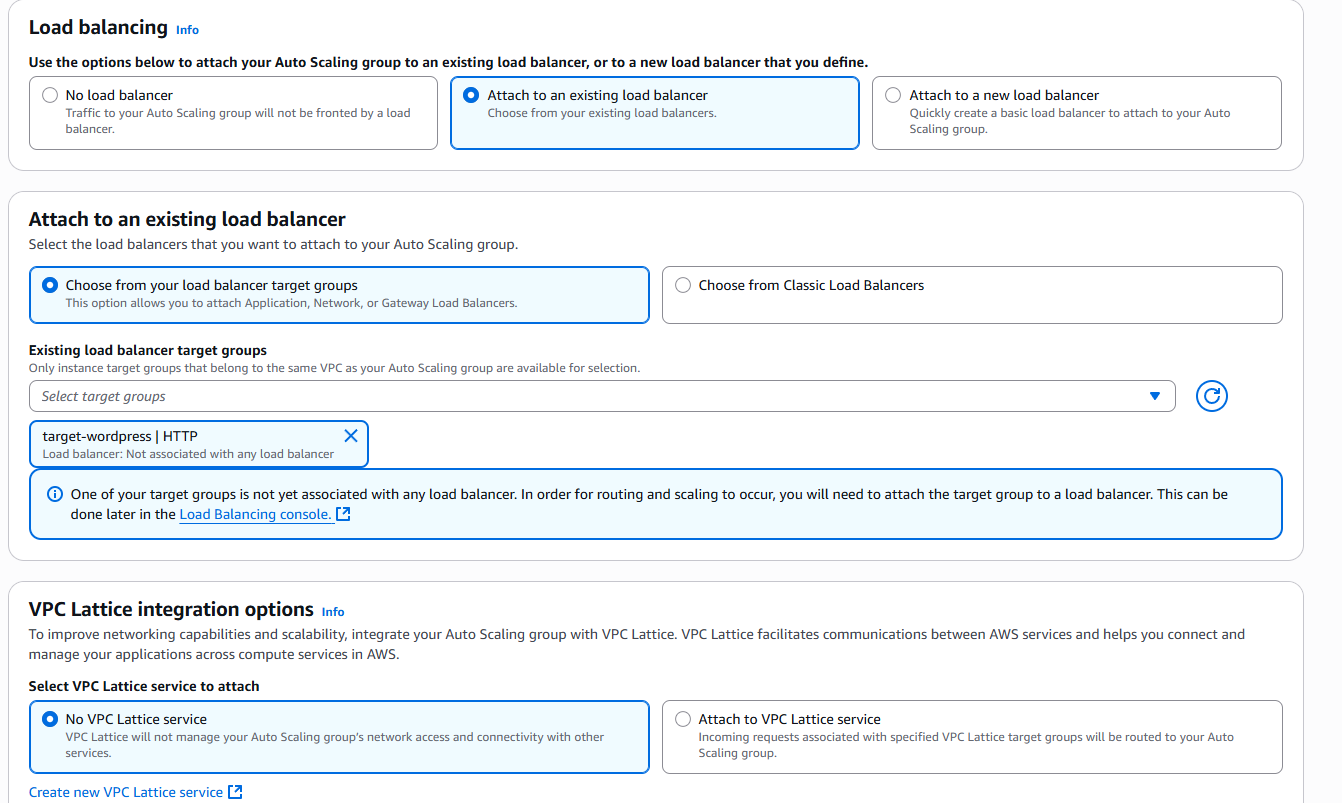 Load balancing Info
Use the options below to attach your Auto Scaling group to an existing load balancer, or to a new load balancer that you define.
No load balancer
Traffic to your Auto Scaling group will not be fronted by a load
balancer.
Attach to an existing load balancer
Choose from your existing load balancers.
Attach to a new load balancer
Quickly create a basic load balancer to attach to your Auto
Scaling group.
Attach to an existing load balancer
Select the load balancers that you want to attach to your Auto Scaling group.
Choose from your load balancer target groups
This option allows you to attach Application, Network, or Gateway Load Balancers.
Choose from Classic Load Balancers
Existing load balancer target groups
Only instance target groups that belong to the same VPC as your Auto Scaling group are available for selection.
Select target groups
target-wordpress | HTTP
Load balancer: Not associated with any load balancer
One of your target groups is not yet associated with any load balancer. In order for routing and scaling to occur, you will need to attach the target group to a load balancer. This can be
done later in the Load Balancing console.
VPC Lattice integration options Info
To improve networking capabilities and scalability, integrate your Auto Scaling group with VPC Lattice. VPC Lattice facilitates communications between AWS services and helps you connect and
manage your applications across compute services in AWS.
Select VPC Lattice service to attach
No VPC Lattice service
VPC Lattice will not manage your Auto Scaling group's network access and connectivity with other
services.
Attach to VPC Lattice service
Incoming requests associated with specified VPC Lattice target groups will be routed to your Auto
Scaling group.
Create new VPC Lattice service